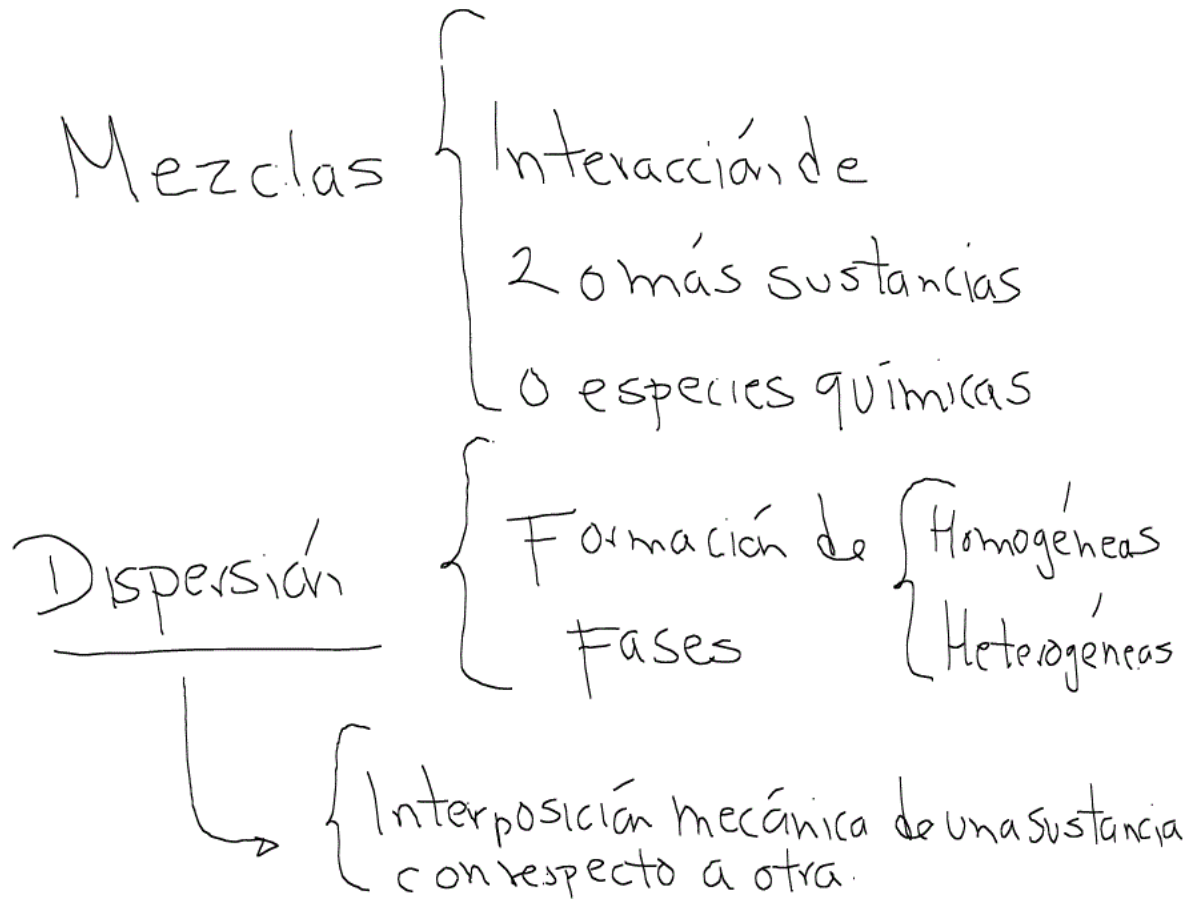 Mezclas
Interacción de
2 o más sustancias
o especies químicas
Dispersión
Formación de
Fases
Homogéneas
Heterogéneas
Interposición mecánica de una sustancia
con respecto a otra.